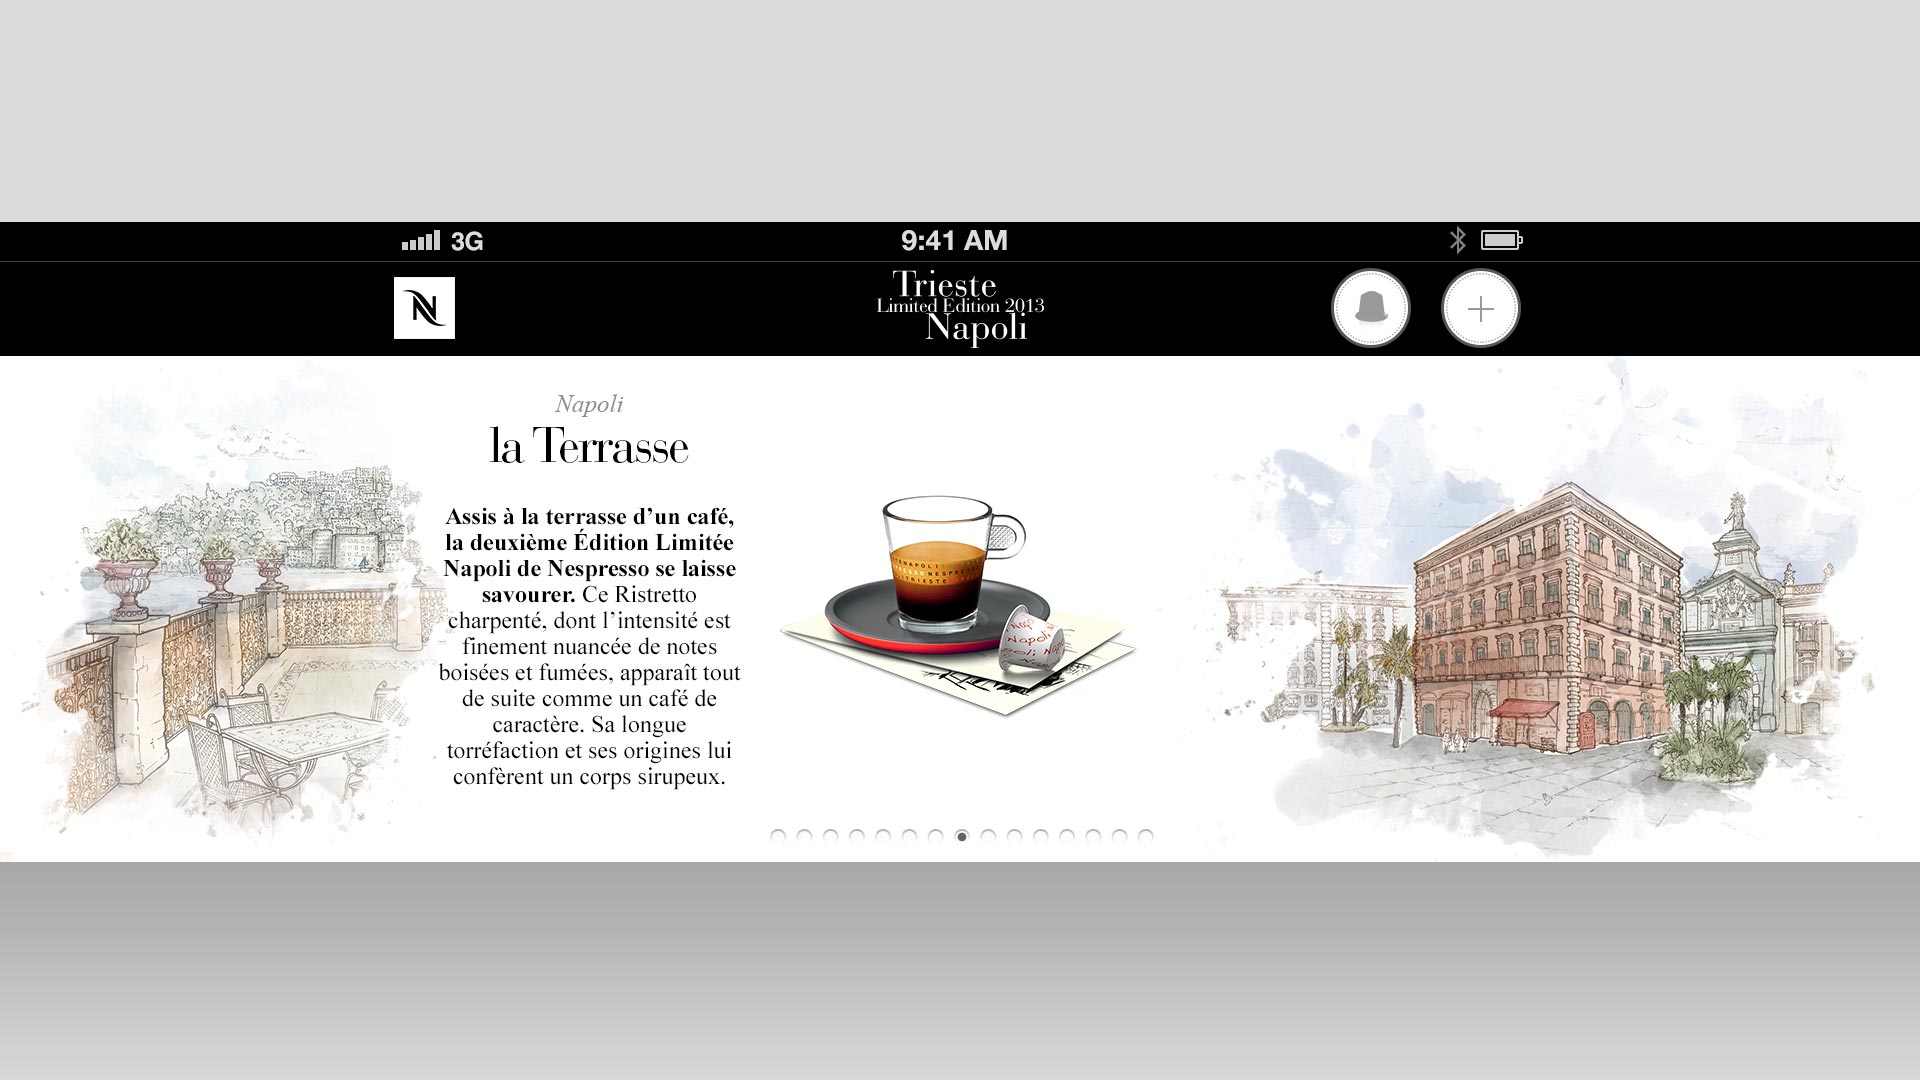 3G
9:41 AM
N
Trieste
Limited Edition 2013
Napoli
Napoli
la Terrasse
Assis à la terrasse d’un café,
la deuxième Édition Limitée
Napoli de Nespresso se laisse
savourer. Ce Ristretto
charpenté, dont l’intensité est
finement nuancée de notes
boisées et fumées, apparaît tout
de suite comme un café de
caractère. Sa longue
torréfaction et ses origines lui
confèrent un corps sirupeux.
Napoli